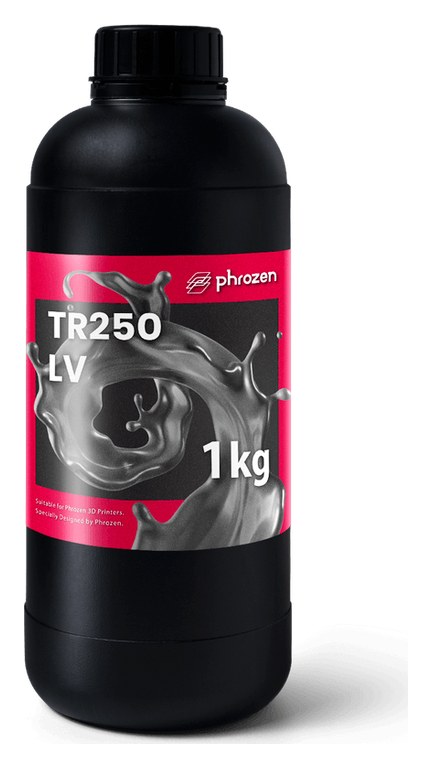 phrozen
TR250
LV
1kg
Suitable for Phrozen 3D Printers.
Specially Designed by Phrozen.